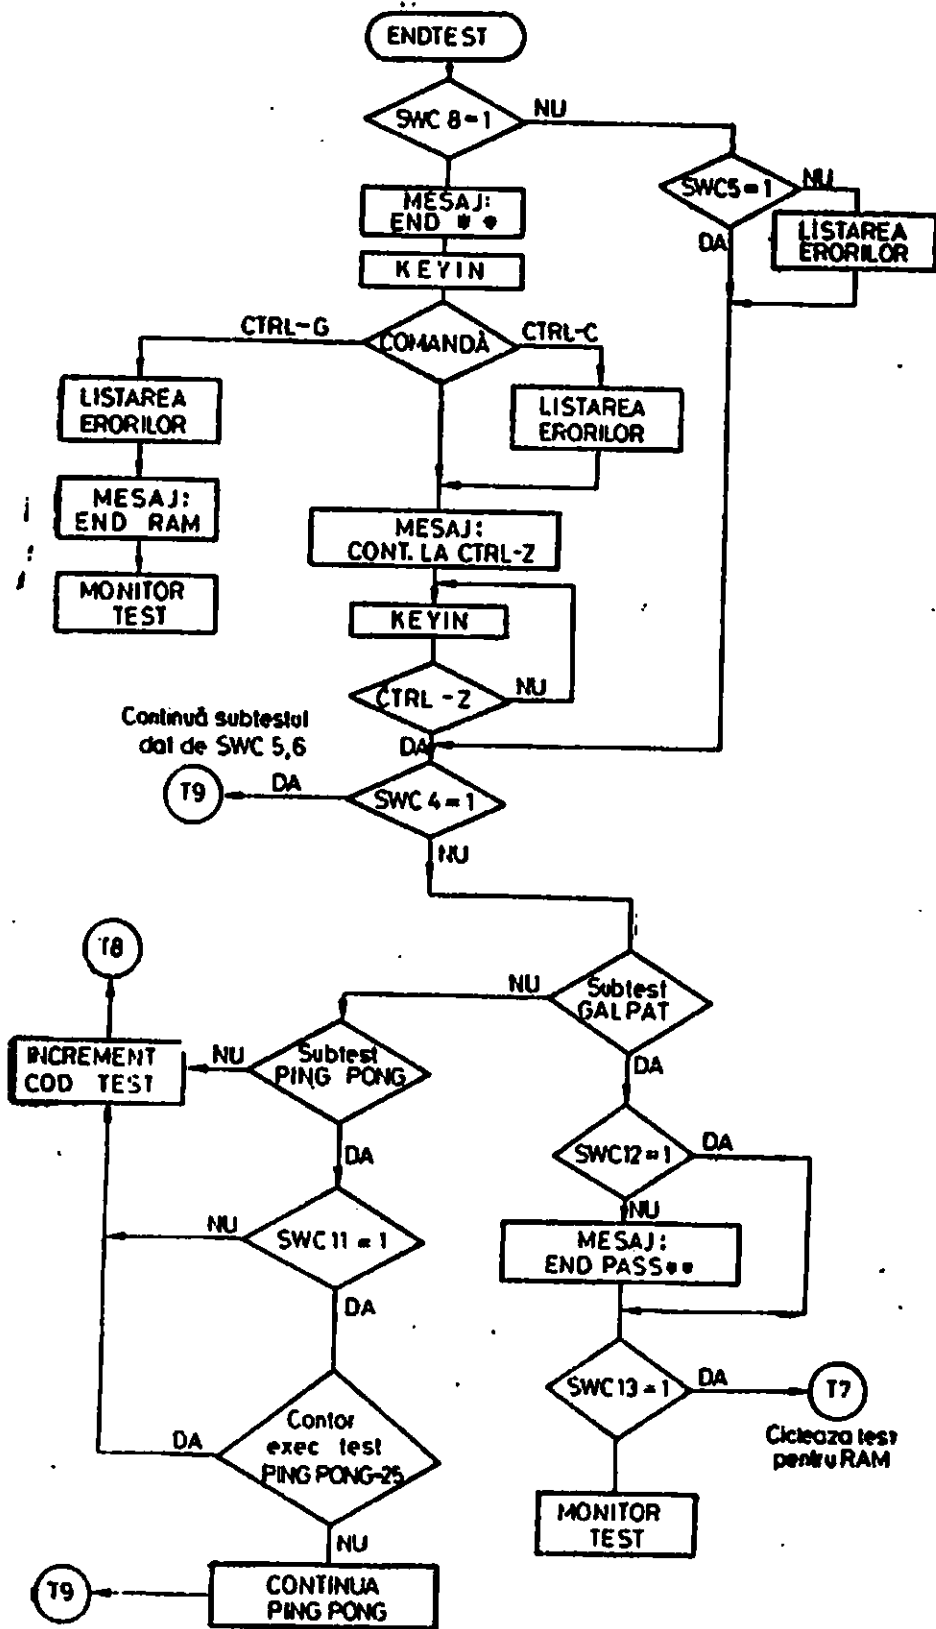 ENDTEST
SWC 8 = 1
NU
SWC5 = 1
NU
DA
MESAJ:
END * *
LISTAREA
ERORILOR
KEYIN
CTRL-G
COMANDĂ
CTRL-C
LISTAREA
ERORILOR
LISTAREA
ERORILOR
MESAJ:
END RAM
MESAJ:
CONT. LA CTRL-Z
MONITOR
TEST
KEYIN
CTRL - Z
NU
DA
Continuă subtestul
dat de SWC 5,6
T9
DA
SWC 4 = 1
NU
T8
NU
Subtest
GALPAT
INCREMENT
COD TEST
NU
Subtest
PING PONG
DA
DA
SWC12 = 1
DA
NU
NU
SWC 11 = 1
MESAJ:
END PASS**
DA
SWC13 = 1
DA
T7
Cicleaza test
pentru RAM
DA
Contor
exec test
PING PONG=25
MONITOR
TEST
NU
T9
CONTINUA
PING PONG